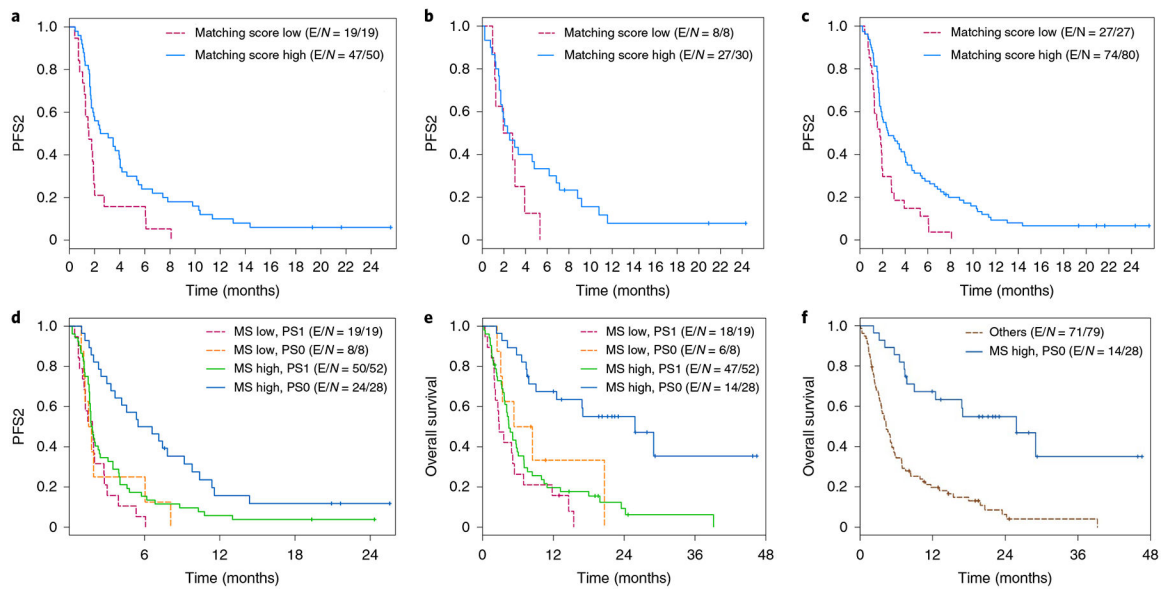 a
Matching score low (E/N = 19/19)
Matching score high (E/N = 47/50)
PFS2
1.0
0.8
0.6
0.4
0.2
0
0 2 4 6 8 10 12 14 16 18 20 22 24
Time (months)
b
Matching score low (E/N = 8/8)
Matching score high (E/N = 27/30)
PFS2
1.0
0.8
0.6
0.4
0.2
0
0 2 4 6 8 10 12 14 16 18 20 22 24
Time (months)
c
Matching score low (E/N = 27/27)
Matching score high (E/N = 74/80)
PFS2
1.0
0.8
0.6
0.4
0.2
0
0 2 4 6 8 10 12 14 16 18 20 22 24
Time (months)
d
MS low, PS1 (E/N = 19/19)
MS low, PS0 (E/N = 8/8)
MS high, PS1 (E/N = 50/52)
MS high, PS0 (E/N = 24/28)
PFS2
1.0
0.8
0.6
0.4
0.2
0
6 12 18 24
Time (months)
e
MS low, PS1 (E/N = 18/19)
MS low, PS0 (E/N = 6/8)
MS high, PS1 (E/N = 47/52)
MS high, PS0 (E/N = 14/28)
Overall survival
1.0
0.8
0.6
0.4
0.2
0
0 12 24 36 48
Time (months)
f
Others (E/N = 71/79)
MS high, PS0 (E/N = 14/28)
Overall survival
1.0
0.8
0.6
0.4
0.2
0
0 12 24 36 48
Time (months)